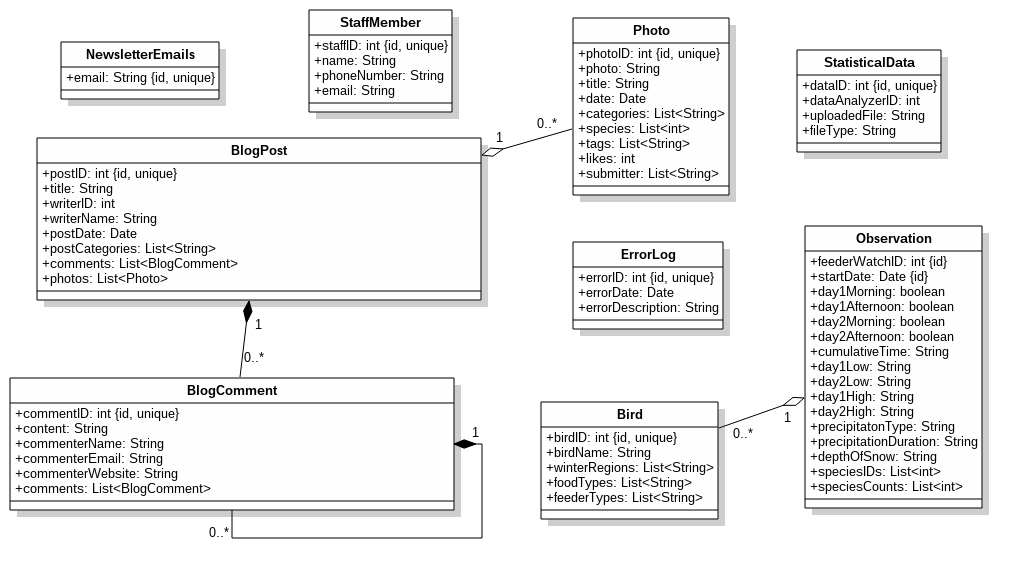 NewsletterEmails
+email: String {id, unique}
StaffMember
+staffID: int {id, unique}
+name: String
+phoneNumber: String
+email: String
Photo
+photoID: int {id, unique}
+photo: String
+title: String
+date: Date
+categories: List<String>
+species: List<int>
+tags: List<String>
+likes: int
+submitter: List<String>
StatisticalData
+dataID: int {id, unique}
+dataAnalyzerID: int
+uploadedFile: String
+fileType: String
1
0..*
BlogPost
+postID: int {id, unique}
+title: String
+writerID: int
+writerName: String
+postDate: Date
+postCategories: List<String>
+comments: List<BlogComment>
+photos: List<Photo>
1
0..*
ErrorLog
+errorID: int {id, unique}
+errorDate: Date
+errorDescription: String
Observation
+feederWatchID: int {id}
+startDate: Date {id}
+day1Morning: boolean
+day1Afternoon: boolean
+day2Morning: boolean
+day2Afternoon: boolean
+cumulativeTime: String
+day1Low: String
+day2Low: String
+day1High: String
+day2High: String
+precipitatonType: String
+precipitationDuration: String
+depthOfSnow: String
+speciesIDs: List<int>
+speciesCounts: List<int>
BlogComment
+commentID: int {id, unique}
+content: String
+commenterName: String
+commenterEmail: String
+commenterWebsite: String
+comments: List<BlogComment>
1
0..*
Bird
+birdID: int {id, unique}
+birdName: String
+winterRegions: List<String>
+foodTypes: List<String>
+feederTypes: List<String>
0..*
1